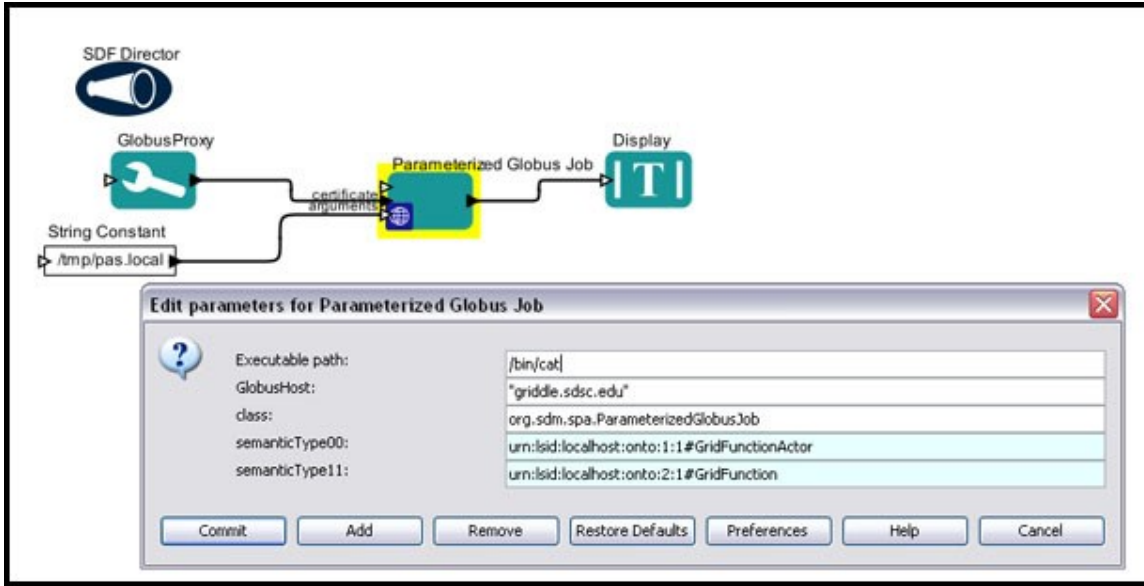 SDF Director
GlobusProxy
Display
Parameterized Globus Job
T
certificate
arguments
String Constant
/tmp/pas.local
Edit parameters for Parameterized Globus Job
?
Executable path: /bin/cat
GlobusHost: "griddle.sdsc.edu"
class: org.sdm.spa.ParameterizedGlobusJob
semanticType00: urn:lsid:localhost:onto:1:1#GridFunctionActor
semanticType11: urn:lsid:localhost:onto:2:1#GridFunction
Commit Add Remove Restore Defaults Preferences Help Cancel